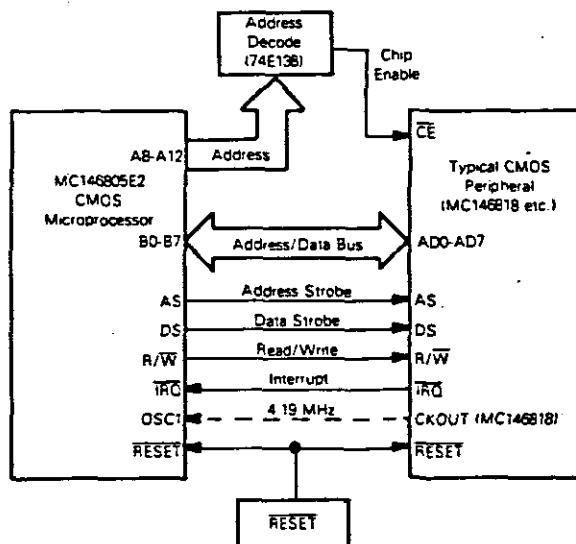 Address
Decode
(74E138)
Chip
Enable
A8-A12
Address
CE
MC146805E2
CMOS
Microprocessor
Typical CMOS
Peripheral
(MC146818 etc.)
B0-B7
Address/Data Bus
AD0-AD7
AS
Address Strobe
AS
DS
Data Strobe
DS
R/W
Read/Write
R/W
IRQ
Interrupt
IRQ
OSC1
4.19 MHz
CKOUT (MC146818)
RESET
RESET
RESET